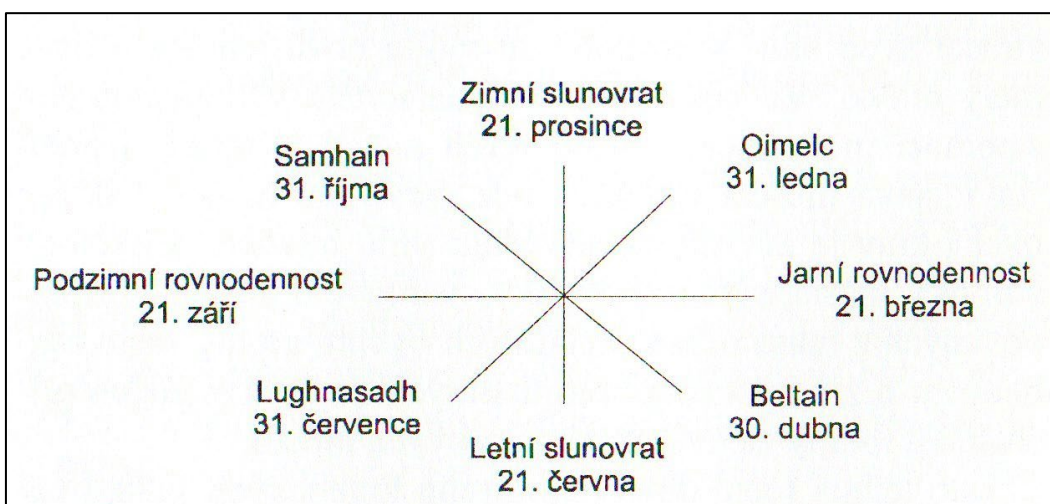 Zimní slunovrat
21. prosince
Samhain
31. říjma
Oimelc
31. ledna
Podzimní rovnodennost
21. září
Jarní rovnodennost
21. března
Lughnasadh
31. července
Beltain
30. dubna
Letní slunovrat
21. června